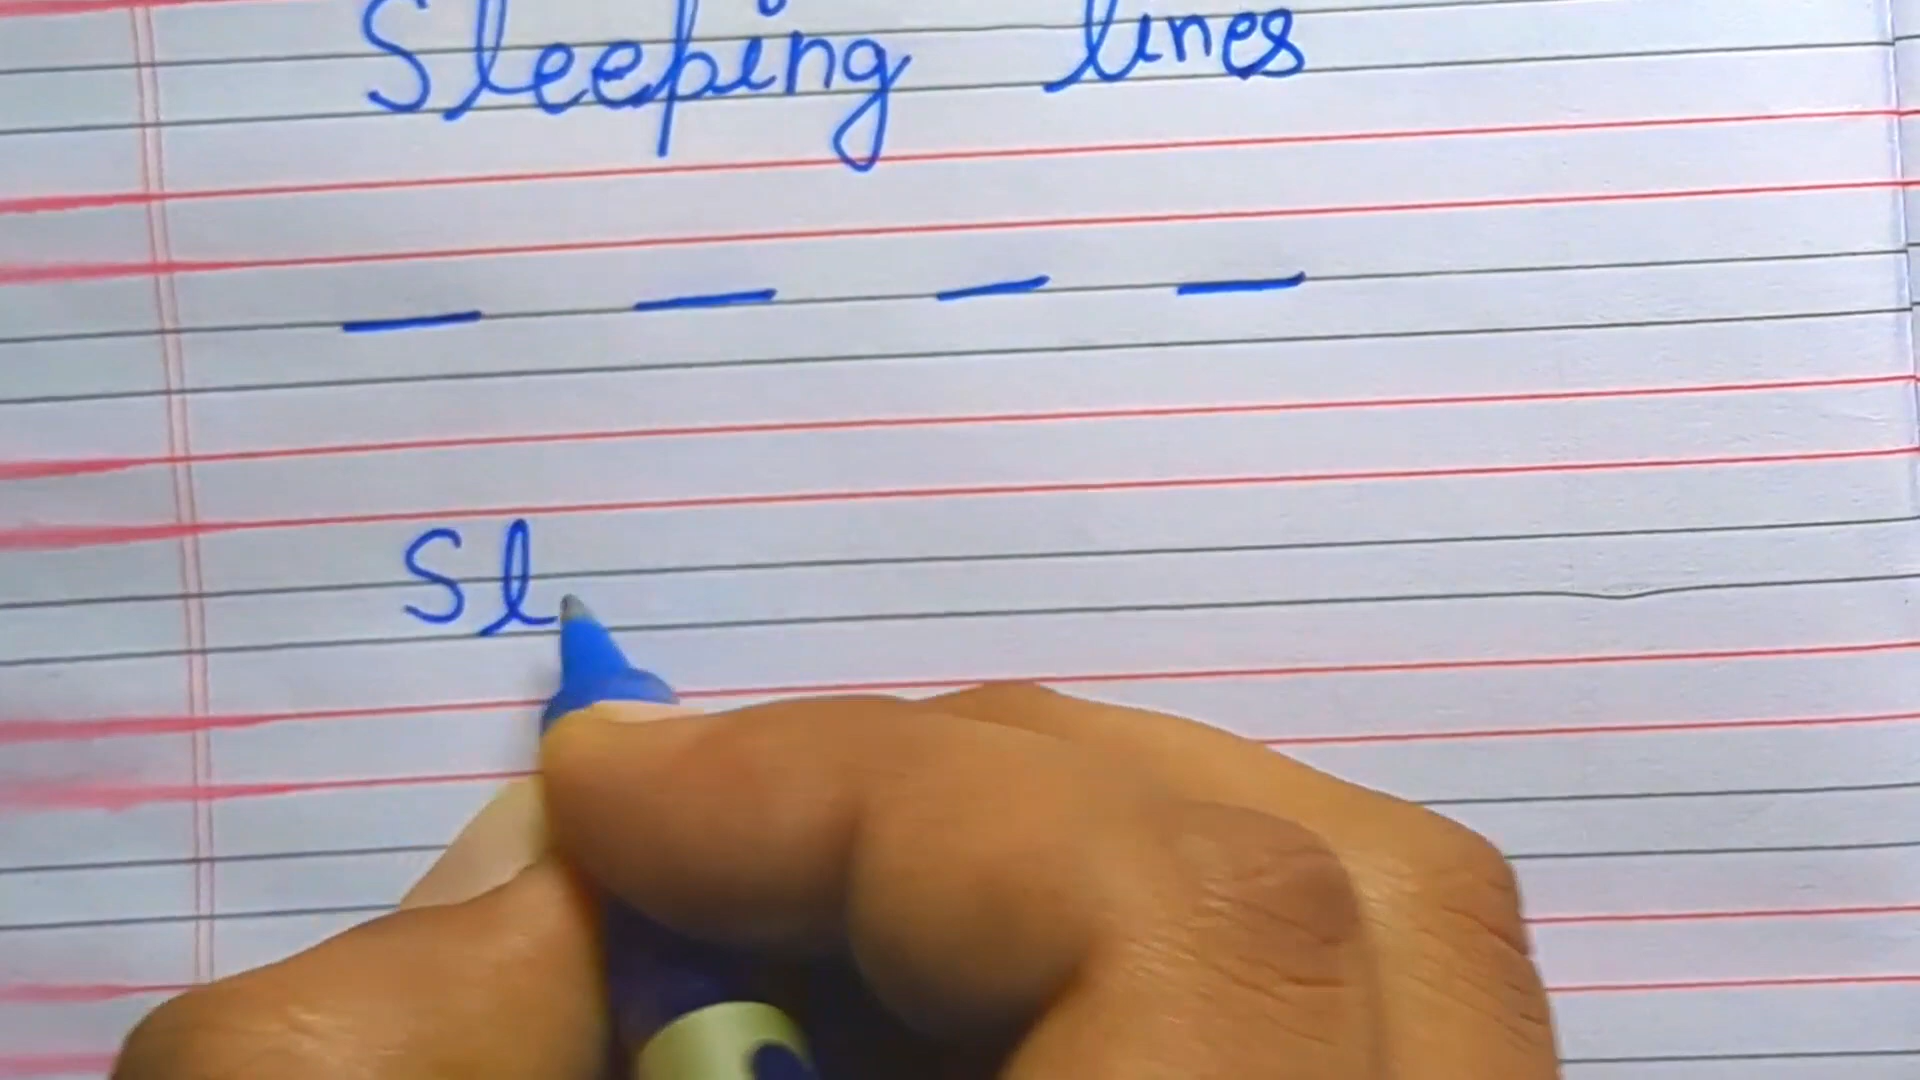 Sleeping lines
— — — —
Sl